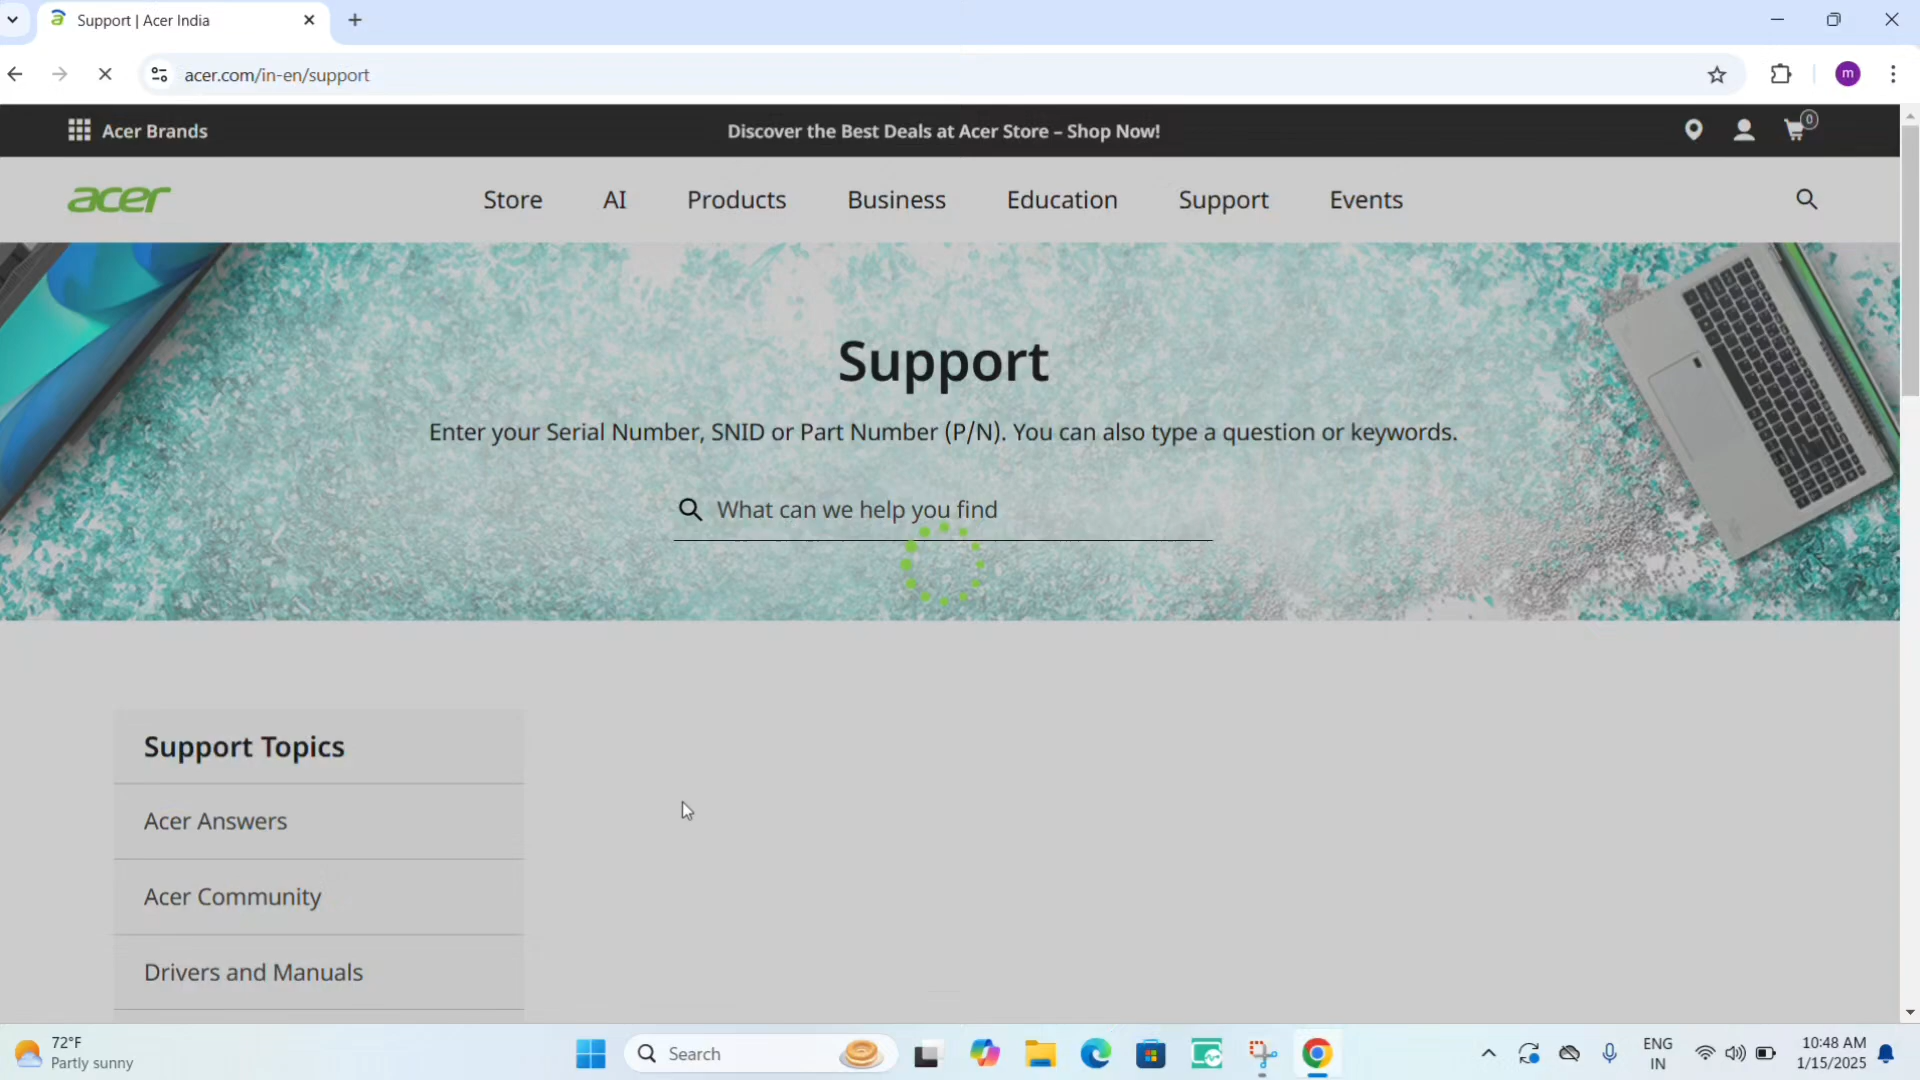 Support | Acer India
acer.com/in-en/support
m
Acer Brands
Discover the Best Deals at Acer Store – Shop Now!
0
acer
Store
AI
Products
Business
Education
Support
Events
Support
Enter your Serial Number, SNID or Part Number (P/N). You can also type a question or keywords.
What can we help you find
Support Topics
Acer Answers
Acer Community
Drivers and Manuals
72°F
Partly sunny
Search
ENG
IN
10:48 AM
1/15/2025